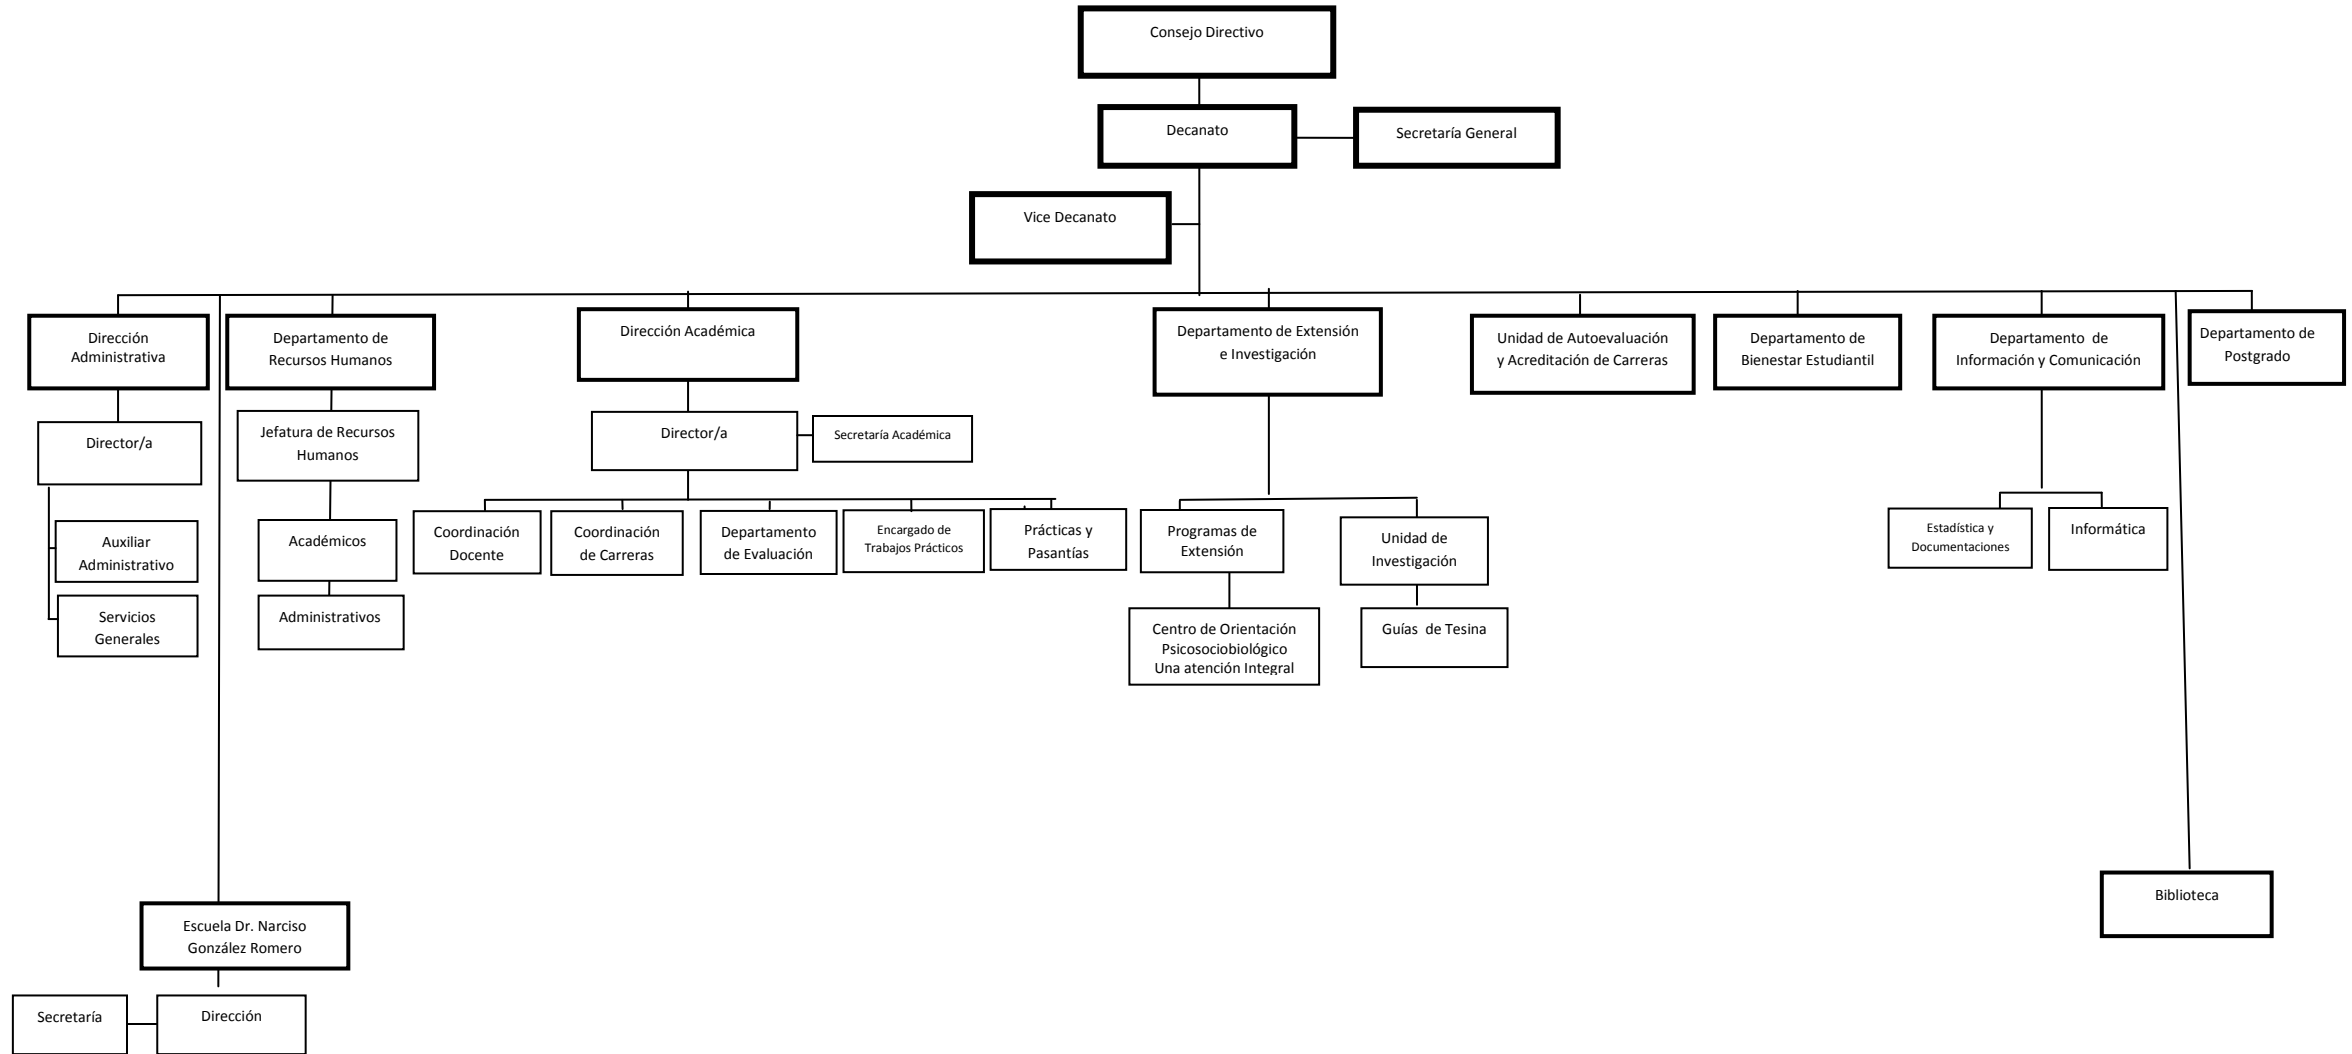 Consejo Directivo
Decanato
Secretaría General
Vice Decanato
Dirección
Administrativa
Departamento de
Recursos Humanos
Dirección Académica
Departamento de Extensión
e Investigación
Unidad de Autoevaluación
y Acreditación de Carreras
Departamento de
Bienestar Estudiantil
Departamento  de
Información y Comunicación
Departamento de
Postgrado
Director/a
Jefatura de Recursos
Humanos
Director/a
Secretaría Académica
Auxiliar
Administrativo
Académicos
Coordinación
Docente
Coordinación
de Carreras
Departamento
de Evaluación
Encargado de
Trabajos Prácticos
Prácticas y
Pasantías
Programas de
Extensión
Unidad de
Investigación
Estadística y
Documentaciones
Informática
Servicios
Generales
Administrativos
Centro de Orientación
Psicosociobiológico
Una atención Integral
Guías  de Tesina
Biblioteca
Escuela Dr. Narciso
González Romero
Secretaría
Dirección